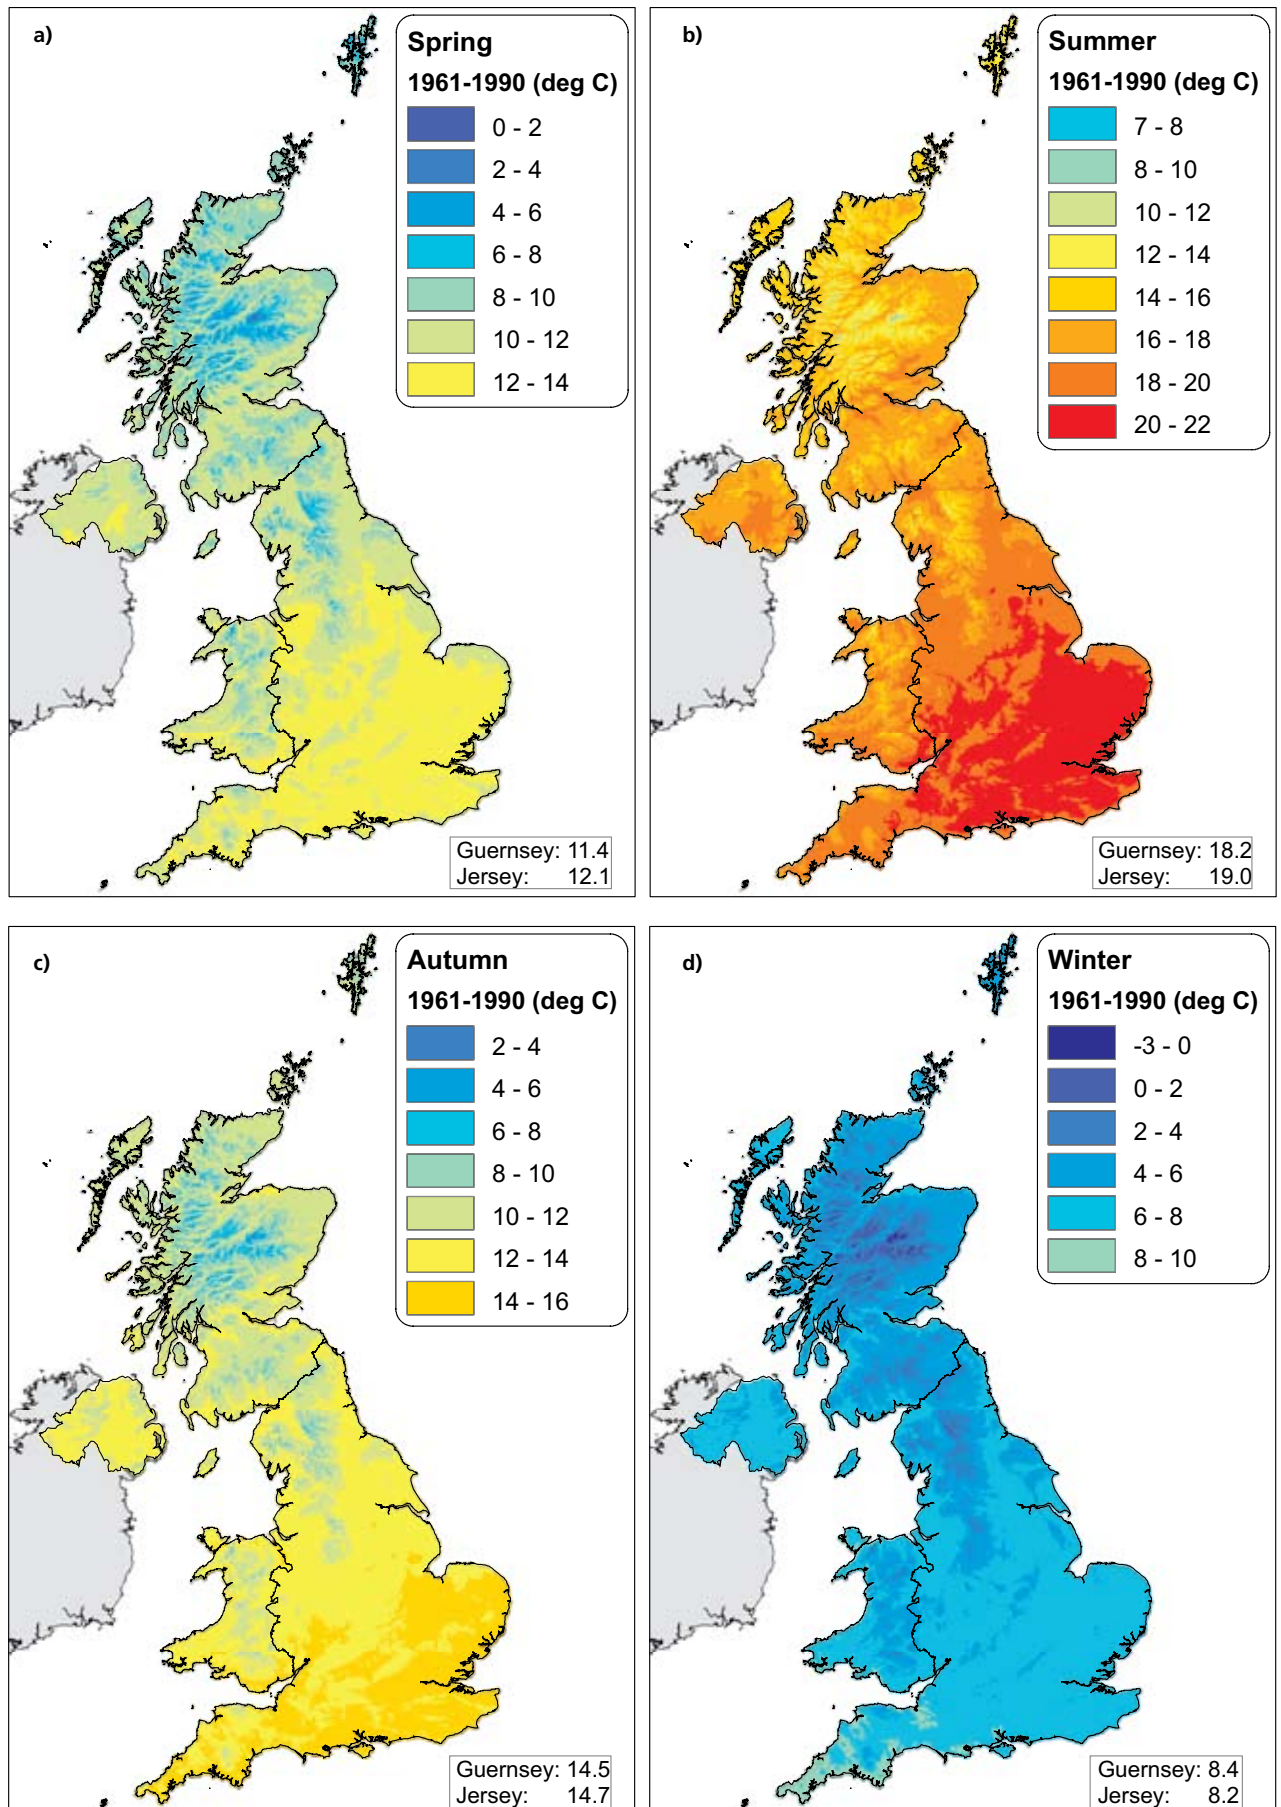 a)
Spring
1961-1990 (deg C)
0 - 2
2 - 4
4 - 6
6 - 8
8 - 10
10 - 12
12 - 14
Guernsey: 11.4
Jersey: 12.1
b)
Summer
1961-1990 (deg C)
7 - 8
8 - 10
10 - 12
12 - 14
14 - 16
16 - 18
18 - 20
20 - 22
Guernsey: 18.2
Jersey: 19.0
c)
Autumn
1961-1990 (deg C)
2 - 4
4 - 6
6 - 8
8 - 10
10 - 12
12 - 14
14 - 16
Guernsey: 14.5
Jersey: 14.7
d)
Winter
1961-1990 (deg C)
-3 - 0
0 - 2
2 - 4
4 - 6
6 - 8
8 - 10
Guernsey: 8.4
Jersey: 8.2